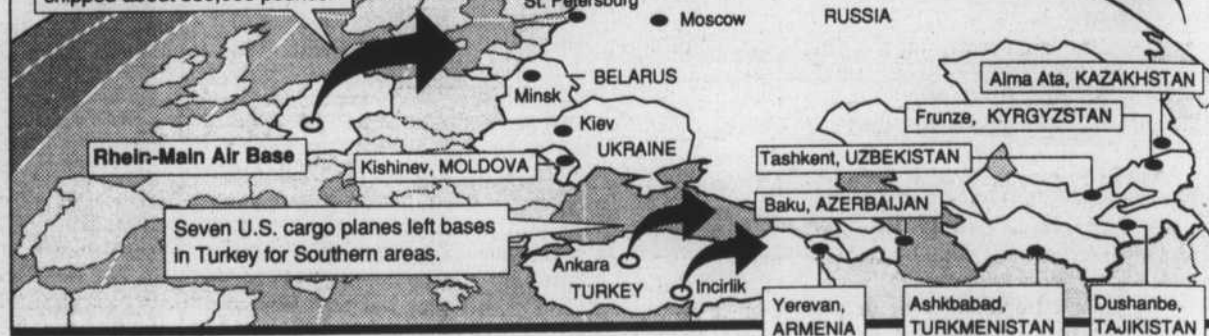 shipped about
St. Petersburg
Moscow
RUSSIA
BELARUS
Minsk
Alma Ata, KAZAKHSTAN
Frunze, KYRGYZSTAN
Kiev
UKRAINE
Rhein-Main Air Base
Kishinev, MOLDOVA
Tashkent, UZBEKISTAN
Baku, AZERBAIJAN
Seven U.S. cargo planes left bases
in Turkey for Southern areas.
Ankara
TURKEY
Incirlik
Yerevan,
ARMENIA
Ashkbabad,
TURKMENISTAN
Dushanbe,
TAJIKISTAN